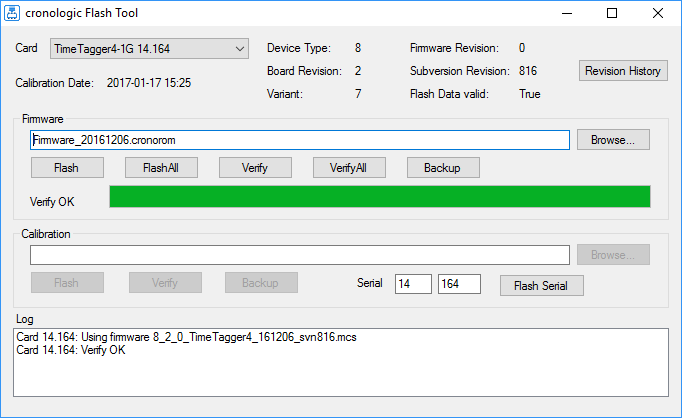 cronologic Flash Tool
Card TimeTagger4-1G 14.164 Device Type: 8 Firmware Revision: 0
Board Revision: 2 Subversion Revision: 816 Revision History
Calibration Date: 2017-01-17 15:25
Variant: 7 Flash Data valid: True
Firmware
Firmware_20161206.cronorom Browse...
Flash FlashAll Verify VerifyAll Backup
Verify OK
Calibration
Browse...
Flash Verify Backup Serial 14 164 Flash Serial
Log
Card 14.164: Using firmware 8_2_0_TimeTagger4_161206_svn816.mcs
Card 14.164: Verify OK